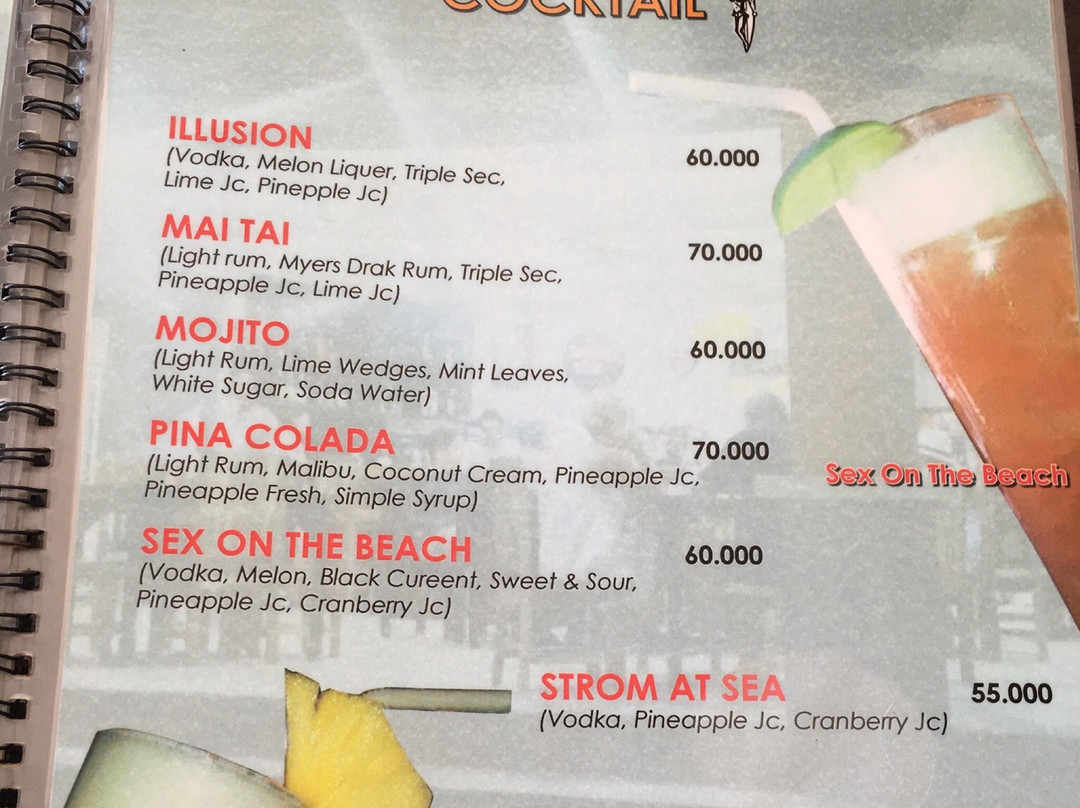 COCKTAIL
ILLUSION 60.000
(Vodka, Melon Liquer, Triple Sec,
Lime Jc, Pinepple Jc)
MAI TAI 70.000
(Light rum, Myers Drak Rum, Triple Sec,
Pineapple Jc, Lime Jc)
MOJITO 60.000
(Light Rum, Lime Wedges, Mint Leaves,
White Sugar, Soda Water)
PINA COLADA 70.000
(Light Rum, Malibu, Coconut Cream, Pineapple Jc,
Pineapple Fresh, Simple Syrup)
Sex On The Beach
SEX ON THE BEACH 60.000
(Vodka, Melon, Black Cureent, Sweet & Sour,
Pineapple Jc, Cranberry Jc)
STROM AT SEA 55.000
(Vodka, Pineapple Jc, Cranberry Jc)